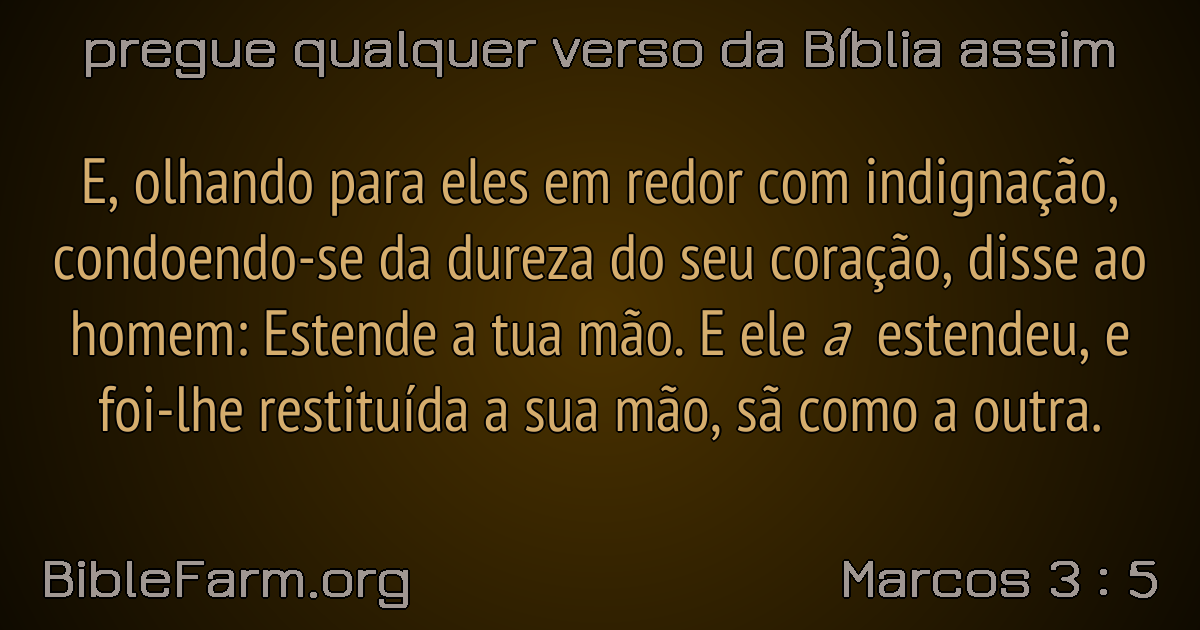 pregue qualquer verso da Bíblia assim
E, olhando para eles em redor com indignação,
condoendo-se da dureza do seu coração, disse ao
homem: Estende a tua mão. E ele a estendeu, e
foi-lhe restituída a sua mão, sã como a outra.
BibleFarm.org
Marcos 3 : 5